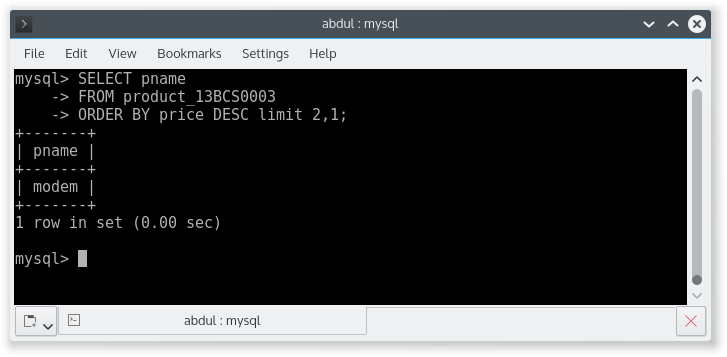 abdul : mysql
File Edit View Bookmarks Settings Help
mysql> SELECT pname
    -> FROM product_13BCS0003
    -> ORDER BY price DESC limit 2,1;
+-------+
| pname |
+-------+
| modem |
+-------+
1 row in set (0.00 sec)

mysql>
abdul : mysql